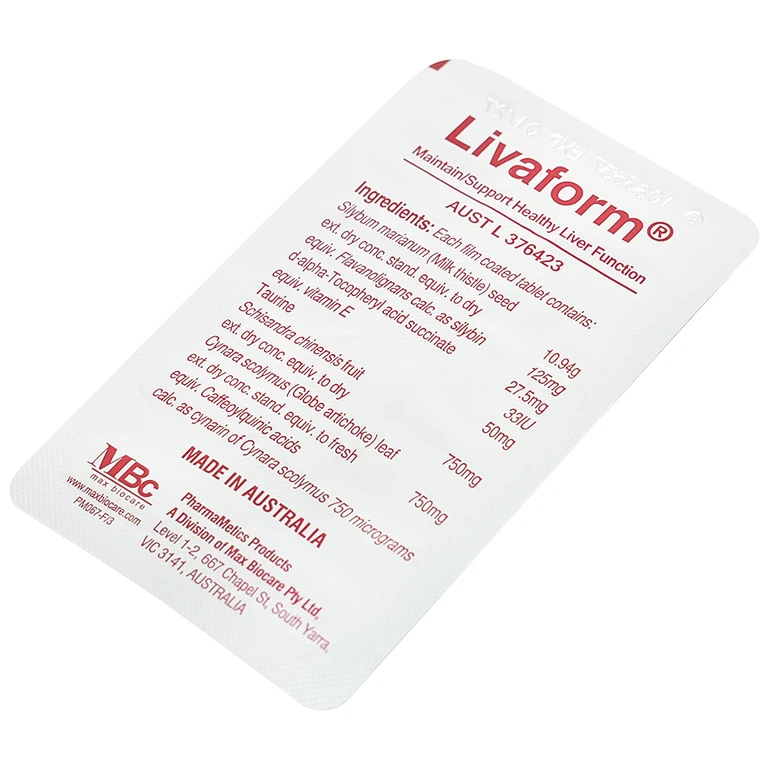 Livaform®
Maintain/Support Healthy Liver Function
AUST L 376423
Ingredients: Each film coated tablet contains:
Silybum marianum (Milk thistle) seed
ext. dry conc. stand. equiv. to dry 10.94g
equiv. Flavanolignans calc. as silybin 125mg
d-alpha-Tocopheryl acid succinate 27.5mg
equiv. vitamin E 33IU
Taurine 50mg
Schisandra chinensis fruit
ext. dry conc. equiv. to dry 750mg
Cynara scolymus (Globe artichoke) leaf
ext. dry conc. stand. equiv. to fresh 750mg
equiv. Caffeoylquinic acids
calc. as cynarin of Cynara scolymus 750 micrograms
MADE IN AUSTRALIA
MBC
max biocare
www.maxbiocare.com
PM067-F/3
PharmaMetics Products
A Division of Max Biocare Pty Ltd,
Level 1-2, 667 Chapel St, South Yarra,
VIC 3141, AUSTRALIA